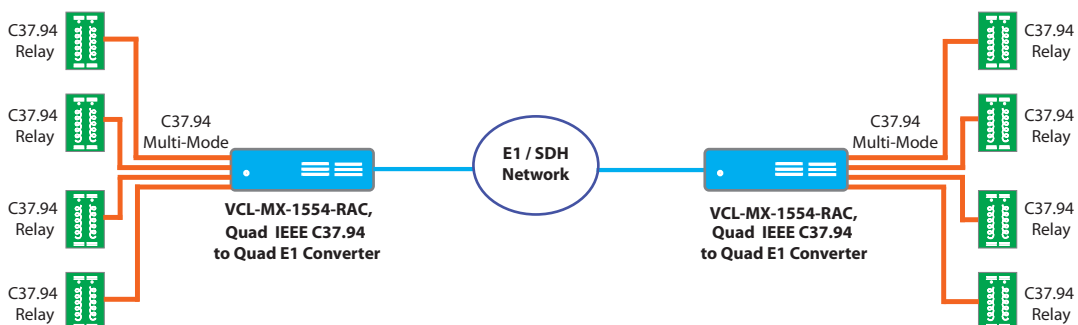 C37.94
Relay
C37.94
Relay
C37.94
Relay
C37.94
Relay
C37.94
Multi-Mode
VCL-MX-1554-RAC,
Quad IEEE C37.94
to Quad E1 Converter
E1 / SDH
Network
C37.94
Multi-Mode
VCL-MX-1554-RAC,
Quad IEEE C37.94
to Quad E1 Converter
C37.94
Relay
C37.94
Relay
C37.94
Relay
C37.94
Relay